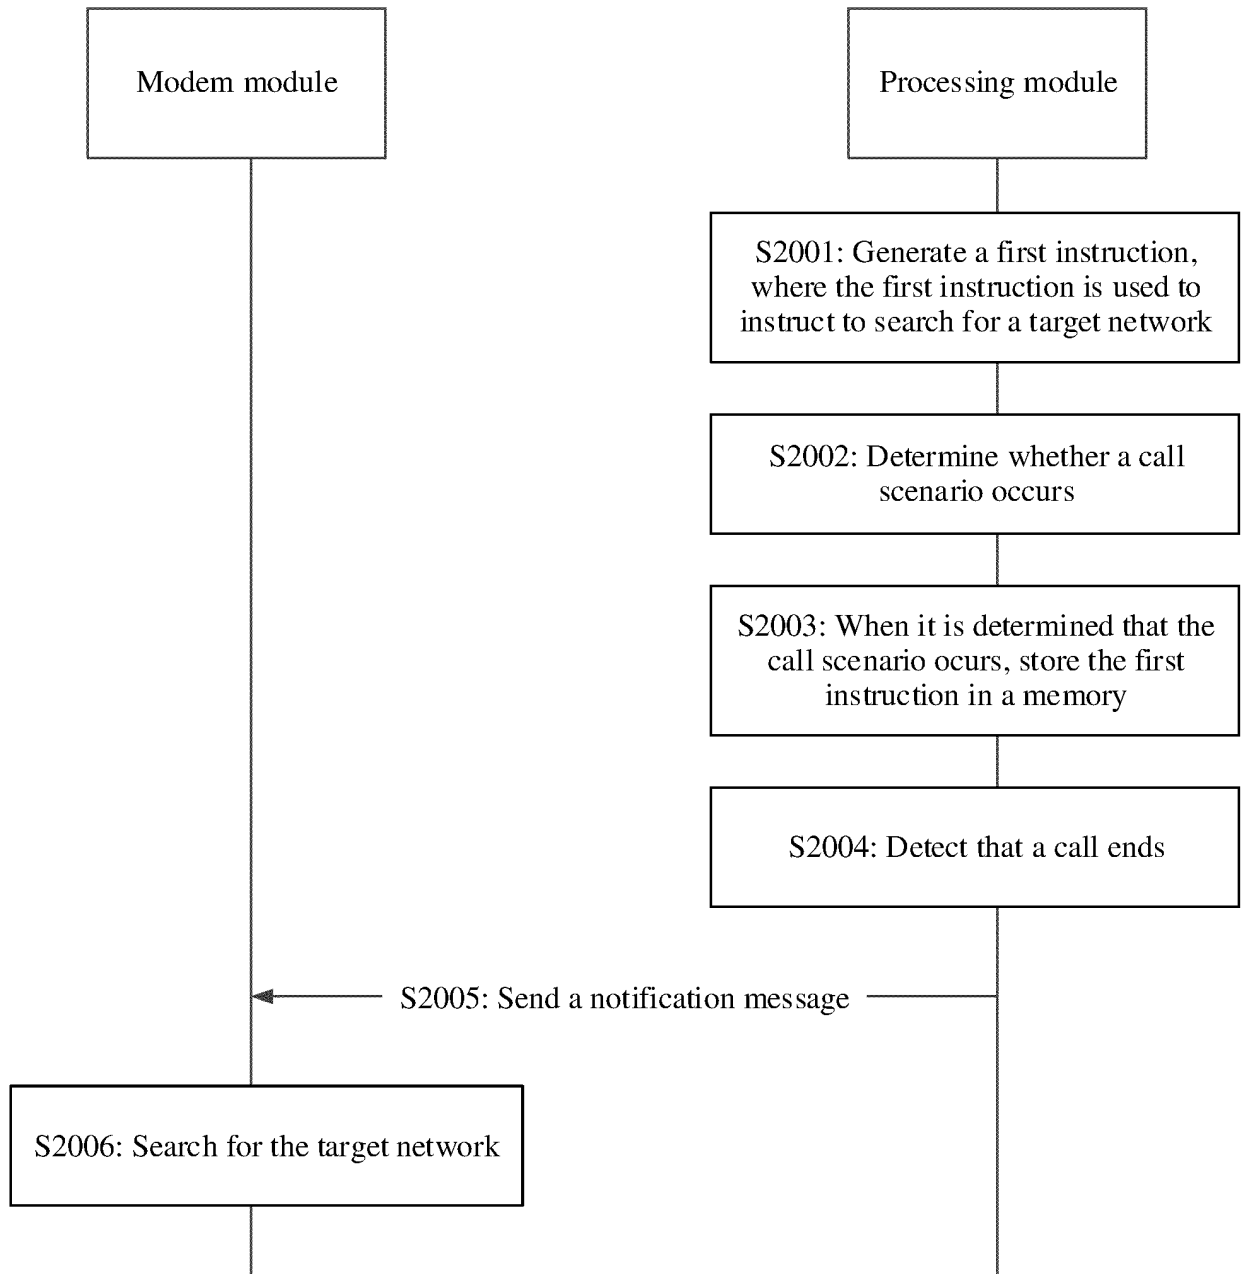 Modem module
Processing module
S2001: Generate a first instruction,
where the first instruction is used to
instruct to search for a target network
S2002: Determine whether a call
scenario occurs
S2003: When it is determined that the
call scenario ocurs, store the first
instruction in a memory
S2004: Detect that a call ends
S2005: Send a notification message
S2006: Search for the target network